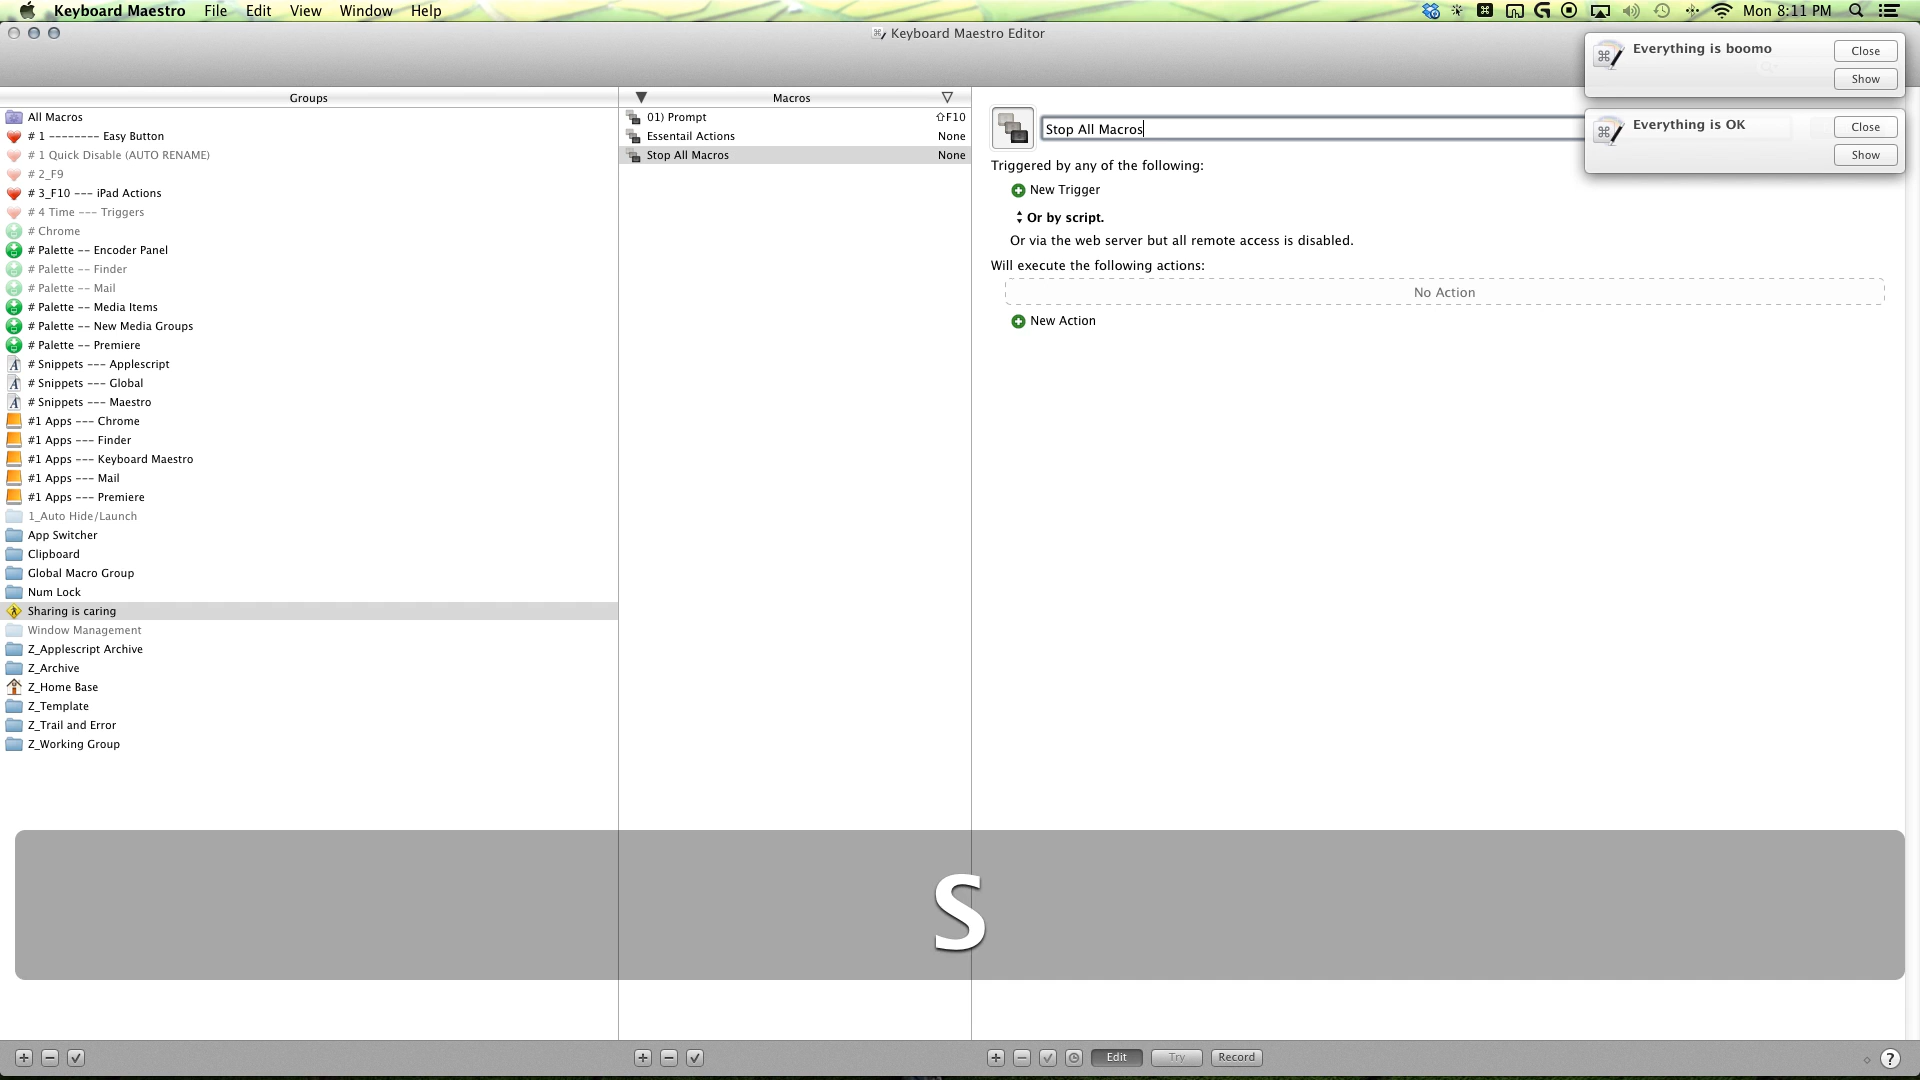 Keyboard Maestro File Edit View Window Help Mon 8:11 PM
Keyboard Maestro Editor
Everything is boomo
Close
Show
Everything is OK
Close
Show
Groups
All Macros
# 1 -------- Easy Button
# 1 Quick Disable (AUTO RENAME)
# 2_F9
# 3_F10 --- iPad Actions
# 4 Time --- Triggers
# Chrome
# Palette -- Encoder Panel
# Palette -- Finder
# Palette -- Mail
# Palette -- Media Items
# Palette -- New Media Groups
# Palette -- Premiere
# Snippets --- Applescript
# Snippets --- Global
# Snippets --- Maestro
#1 Apps --- Chrome
#1 Apps --- Finder
#1 Apps --- Keyboard Maestro
#1 Apps --- Mail
#1 Apps --- Premiere
1_Auto Hide/Launch
App Switcher
Clipboard
Global Macro Group
Num Lock
Sharing is caring
Window Management
Z_Applescript Archive
Z_Archive
Z_Home Base
Z_Template
Z_Trail and Error
Z_Working Group
Macros
01) Prompt ⇧F10
Essentail Actions None
Stop All Macros None
Stop All Macros
Triggered by any of the following:
New Trigger
Or by script.
Or via the web server but all remote access is disabled.
Will execute the following actions:
No Action
New Action
S
Edit Try Record ?